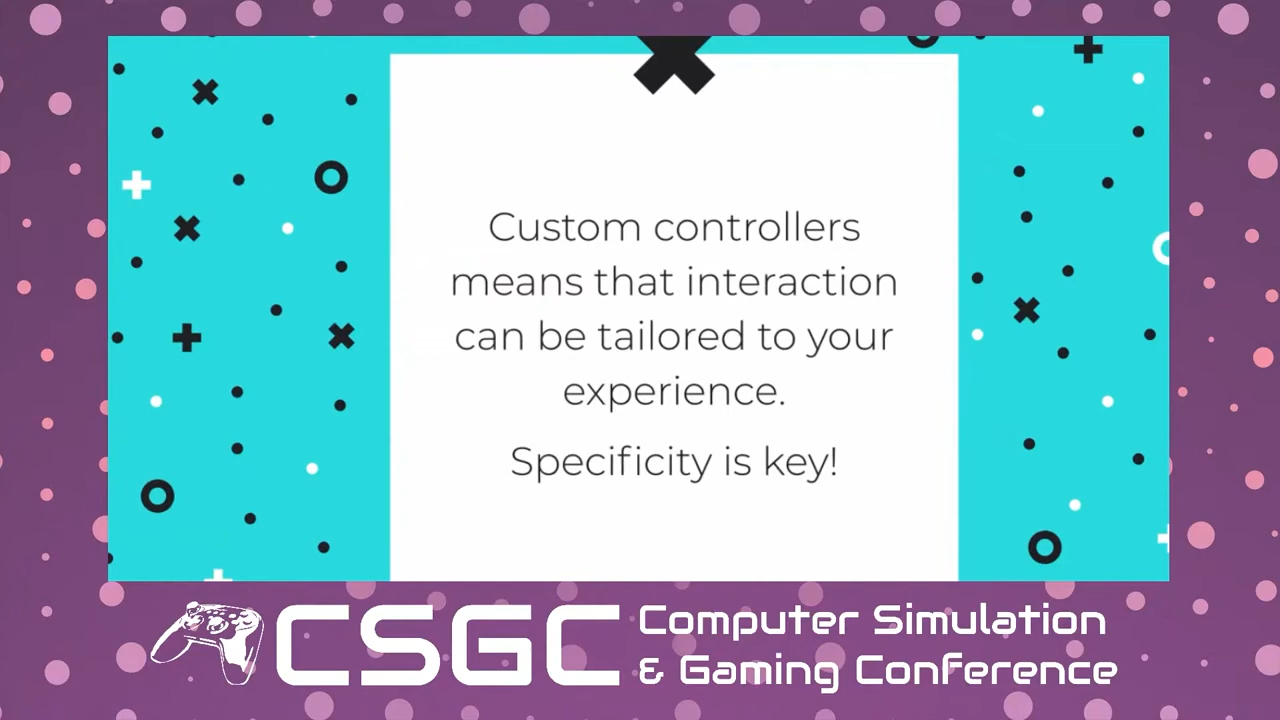 Custom controllers
means that interaction
can be tailored to your
experience.
Specificity is key!
CSGC
Computer Simulation
& Gaming Conference